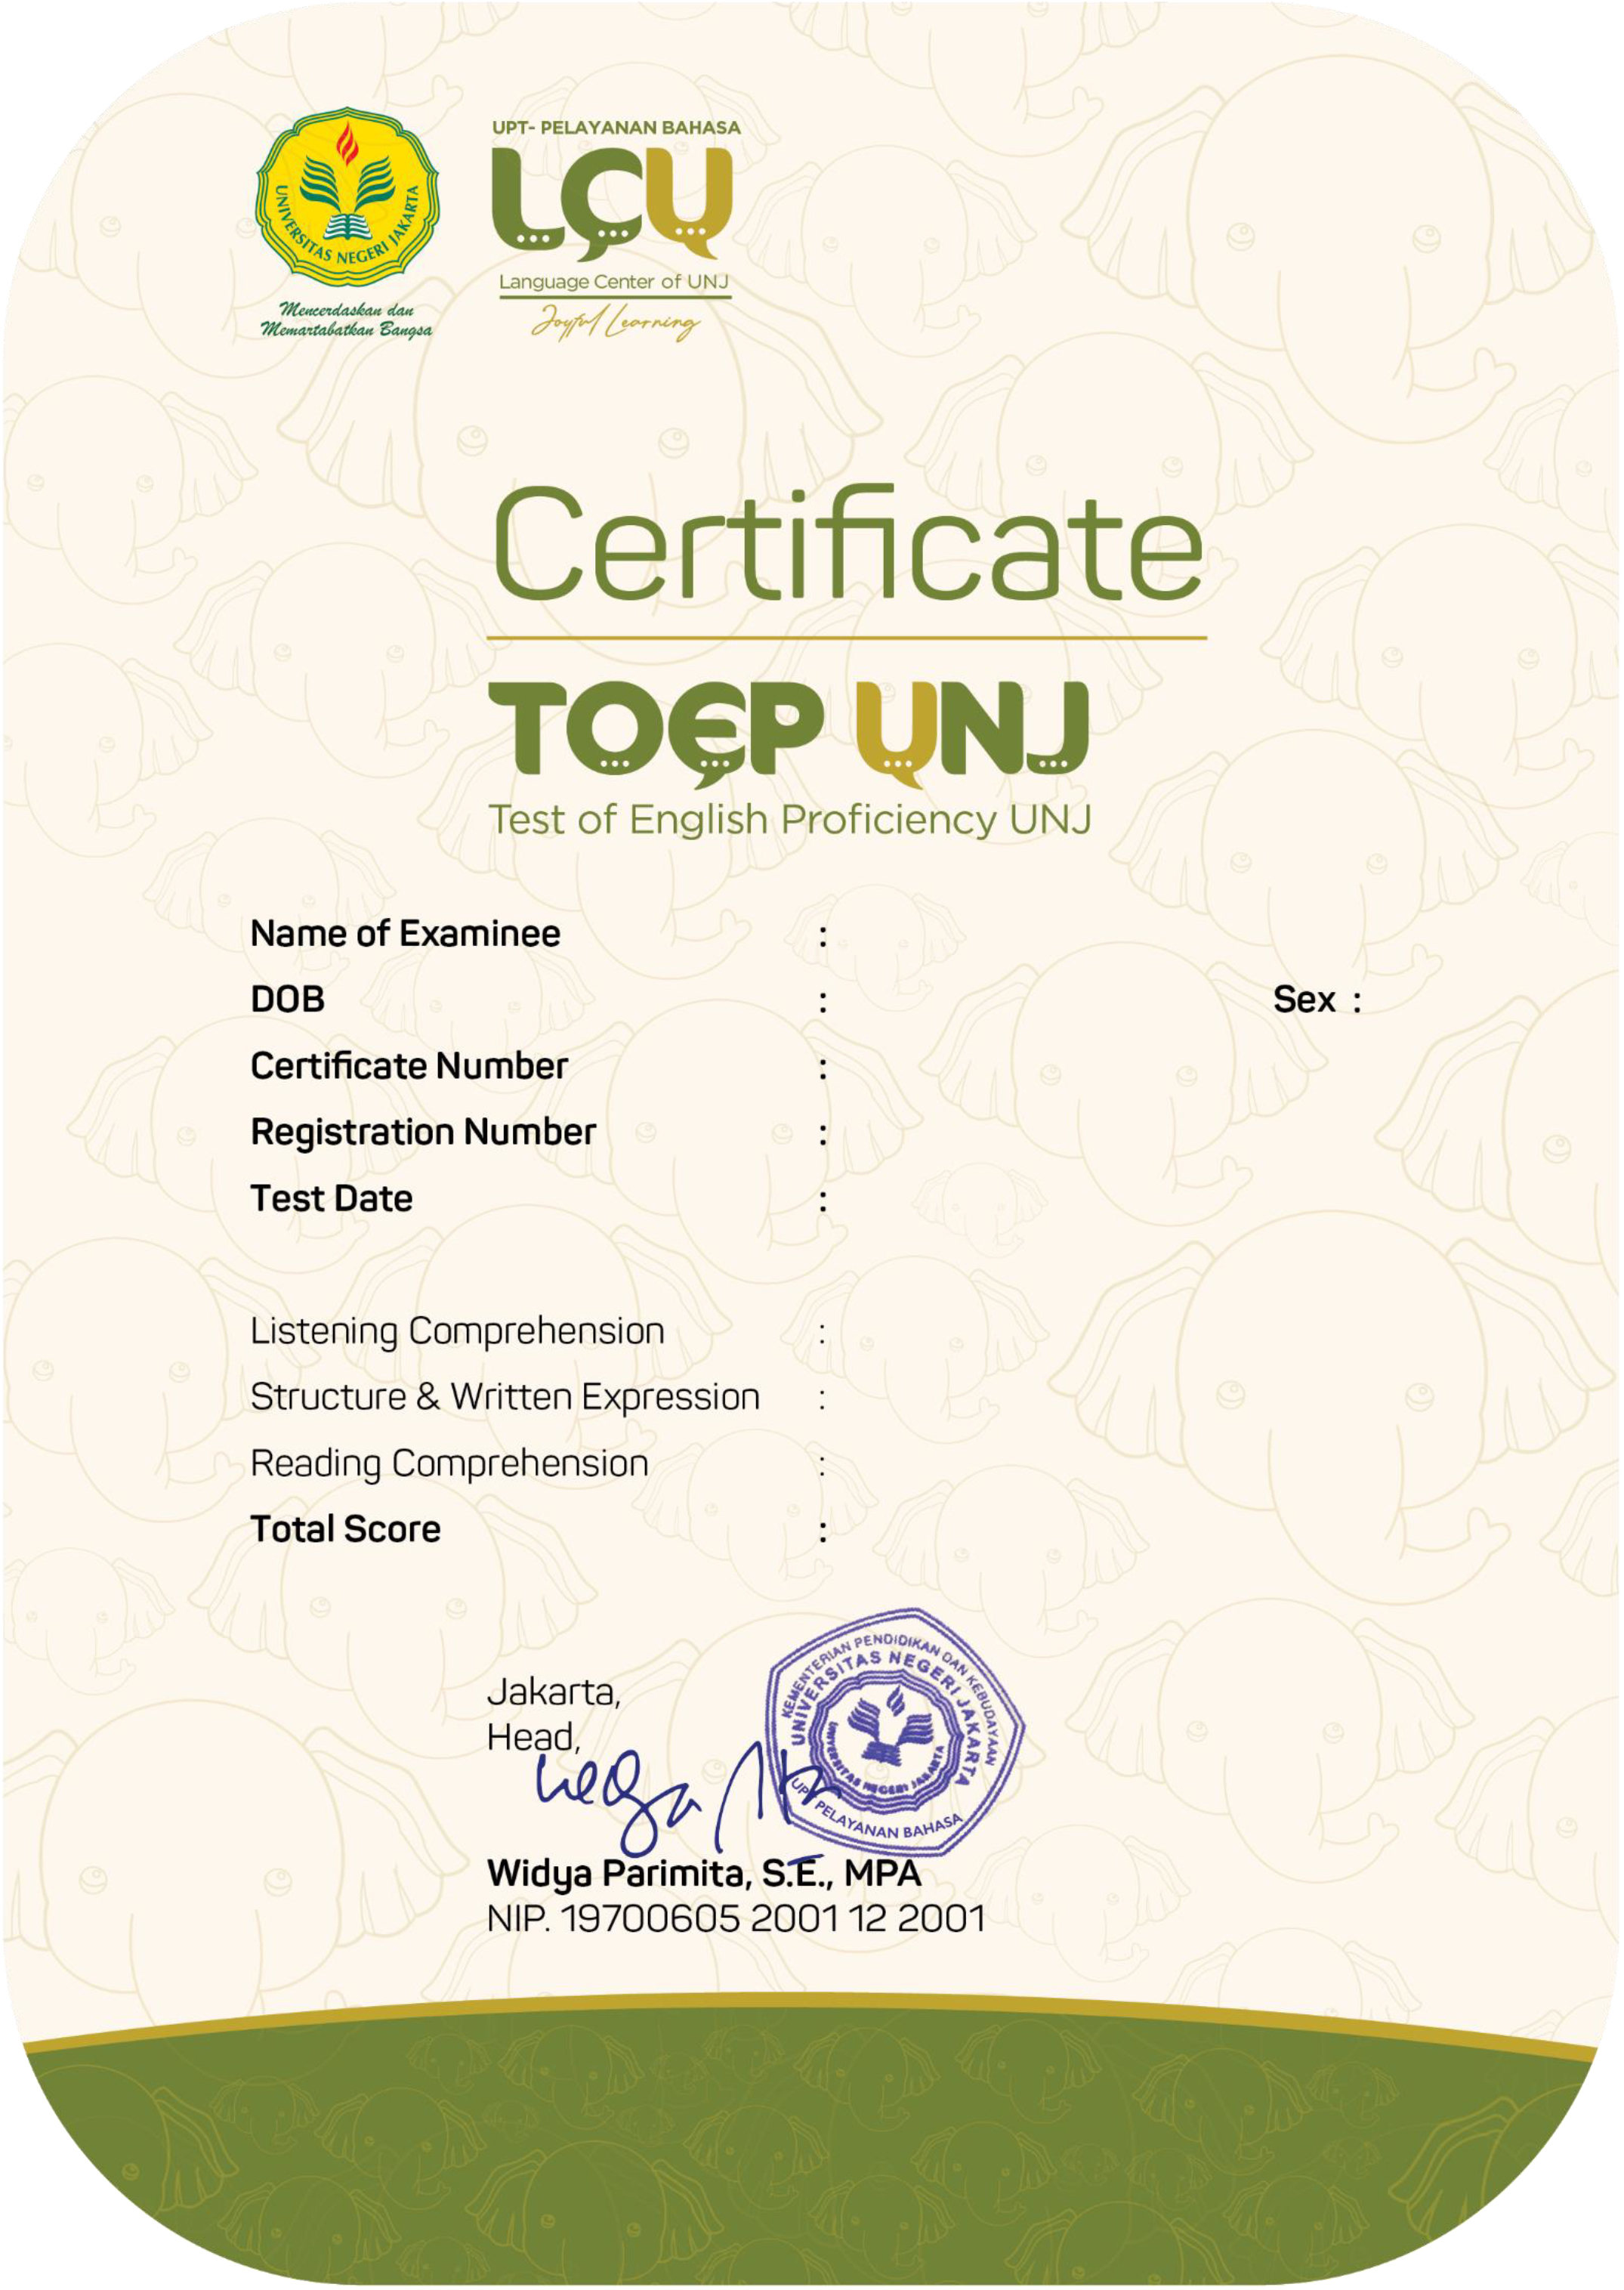 UNIVERSITAS NEGERI JAKARTA
Mencerdaskan dan
Memartabatkan Bangsa
UPT- PELAYANAN BAHASA
LCU
Language Center of UNJ
Joyful Learning
Certificate
TOEP UNJ
Test of English Proficiency UNJ
Name of Examinee :
DOB : Sex :
Certificate Number :
Registration Number :
Test Date :
Listening Comprehension :
Structure & Written Expression :
Reading Comprehension :
Total Score :
Jakarta,
Head,
KEMENTERIAN PENDIDIKAN DAN KEBUDAYAAN
UNIVERSITAS NEGERI JAKARTA
UNIVERSITAS NEGERI JAKARTA
UPT PELAYANAN BAHASA
Widya Parimita, S.E., MPA
NIP. 19700605 2001 12 2001